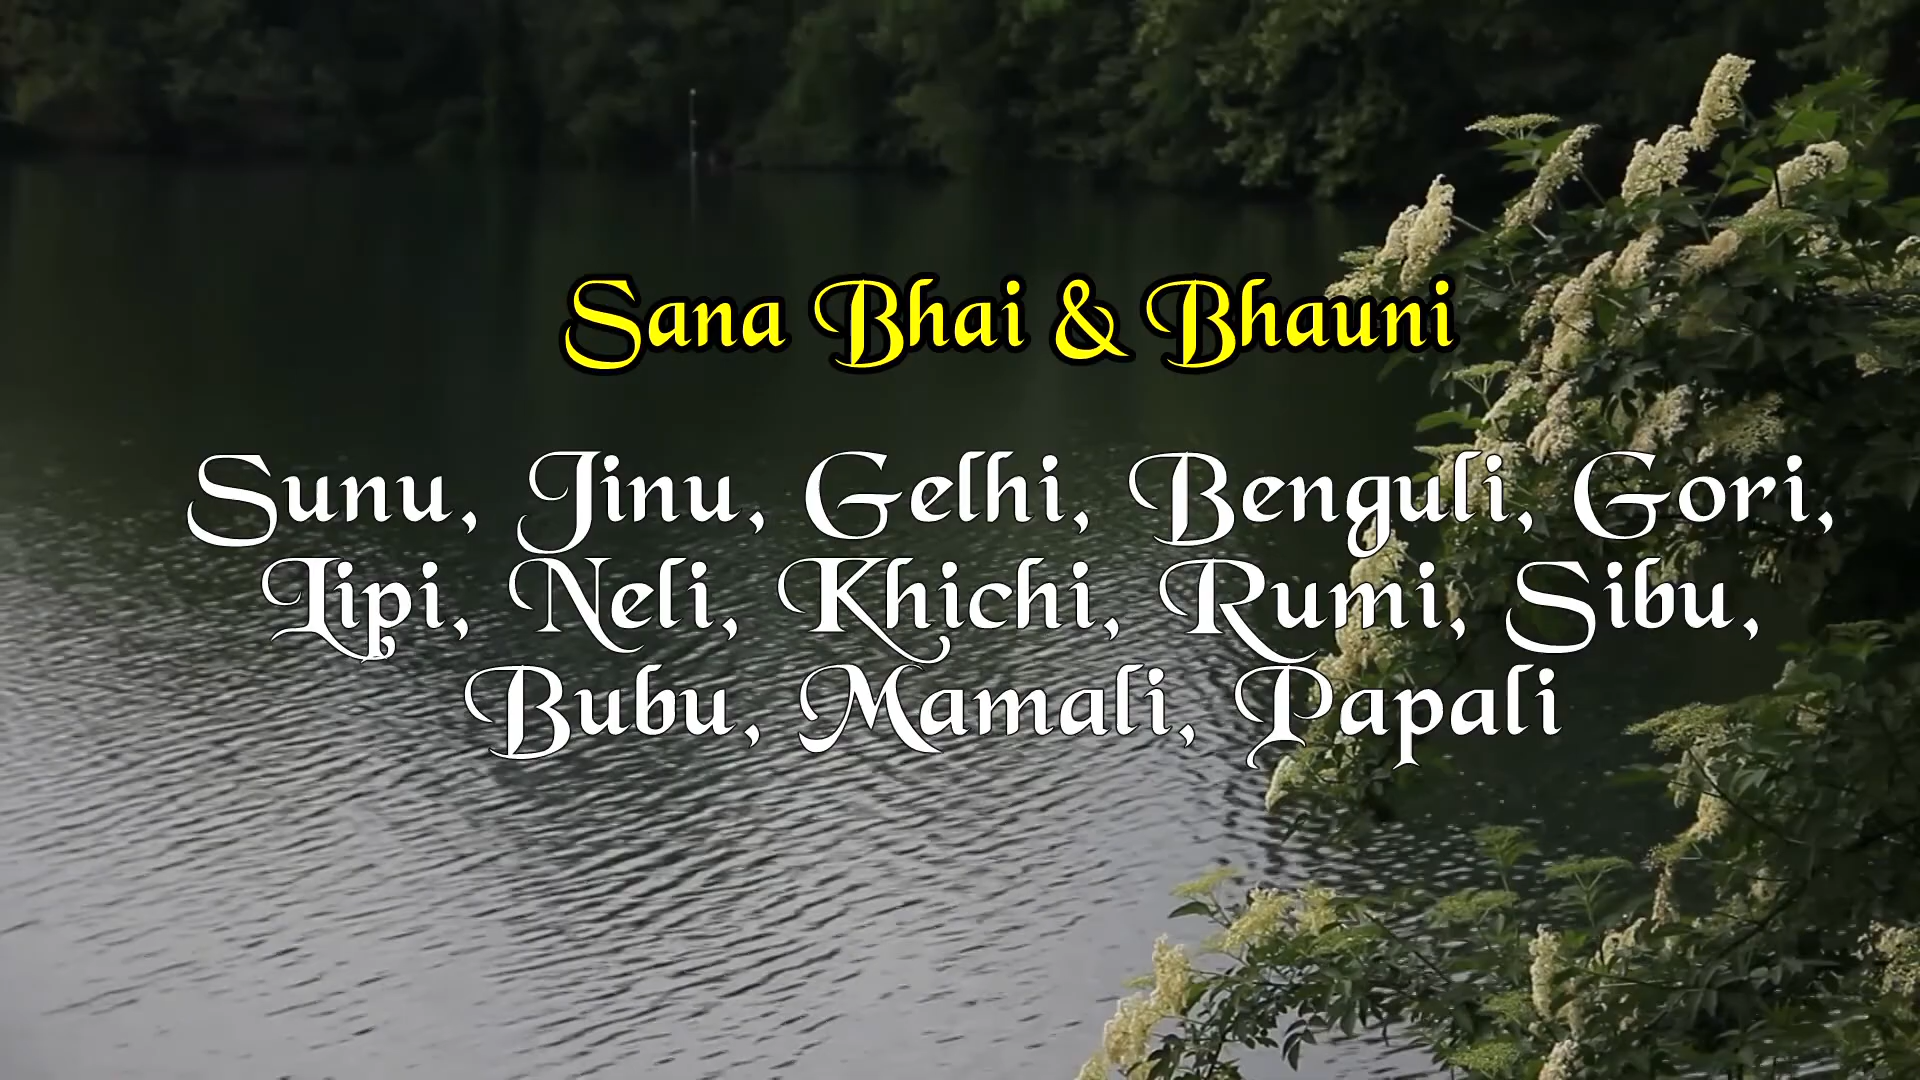 Sana Bhai & Bhauni
Sunu, Jinu, Gelhi, Benguli, Gori,
Lipi, Neli, Khichi, Rumi, Sibu,
Bubu, Mamali, Papali